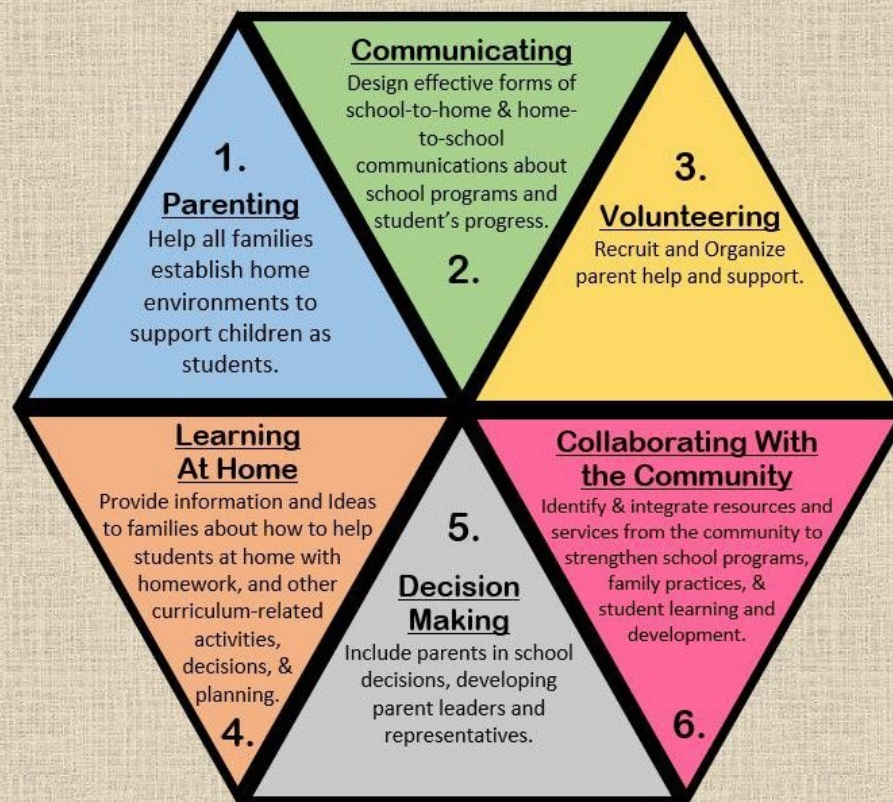 1.
Parenting
Help all families
establish home
environments to
support children as
students.
Communicating
Design effective forms of
school-to-home & home-
to-school
communications about
school programs and
student's progress.
2.
3.
Volunteering
Recruit and Organize
parent help and support.
Learning
At Home
Provide information and Ideas
to families about how to help
students at home with
homework, and other
curriculum-related
activities,
decisions, &
planning.
4.
5.
Decision
Making
Include parents in school
decisions, developing
parent leaders and
representatives.
Collaborating With
the Community
Identify & integrate resources and
services from the community to
strengthen school programs,
family practices, &
student learning and
development.
6.